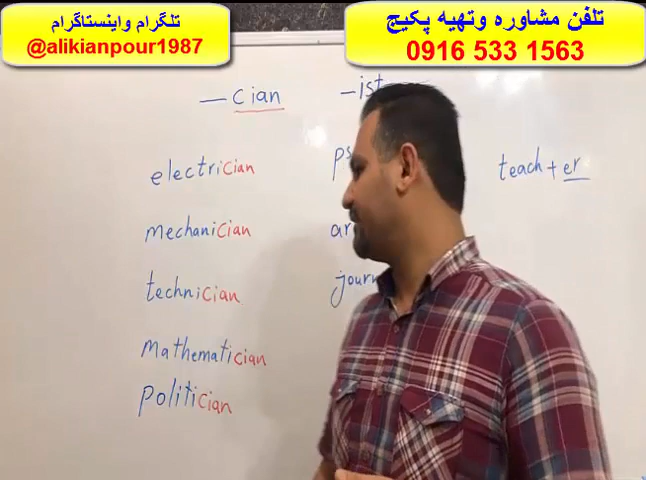 تلگرام واینستاگرام
@alikianpour1987
تلفن مشاوره وتهیه پکیج
0916 533 1563
— cian
– ist
electrician
mechanician
technician
Mathematician
politician
teach + er